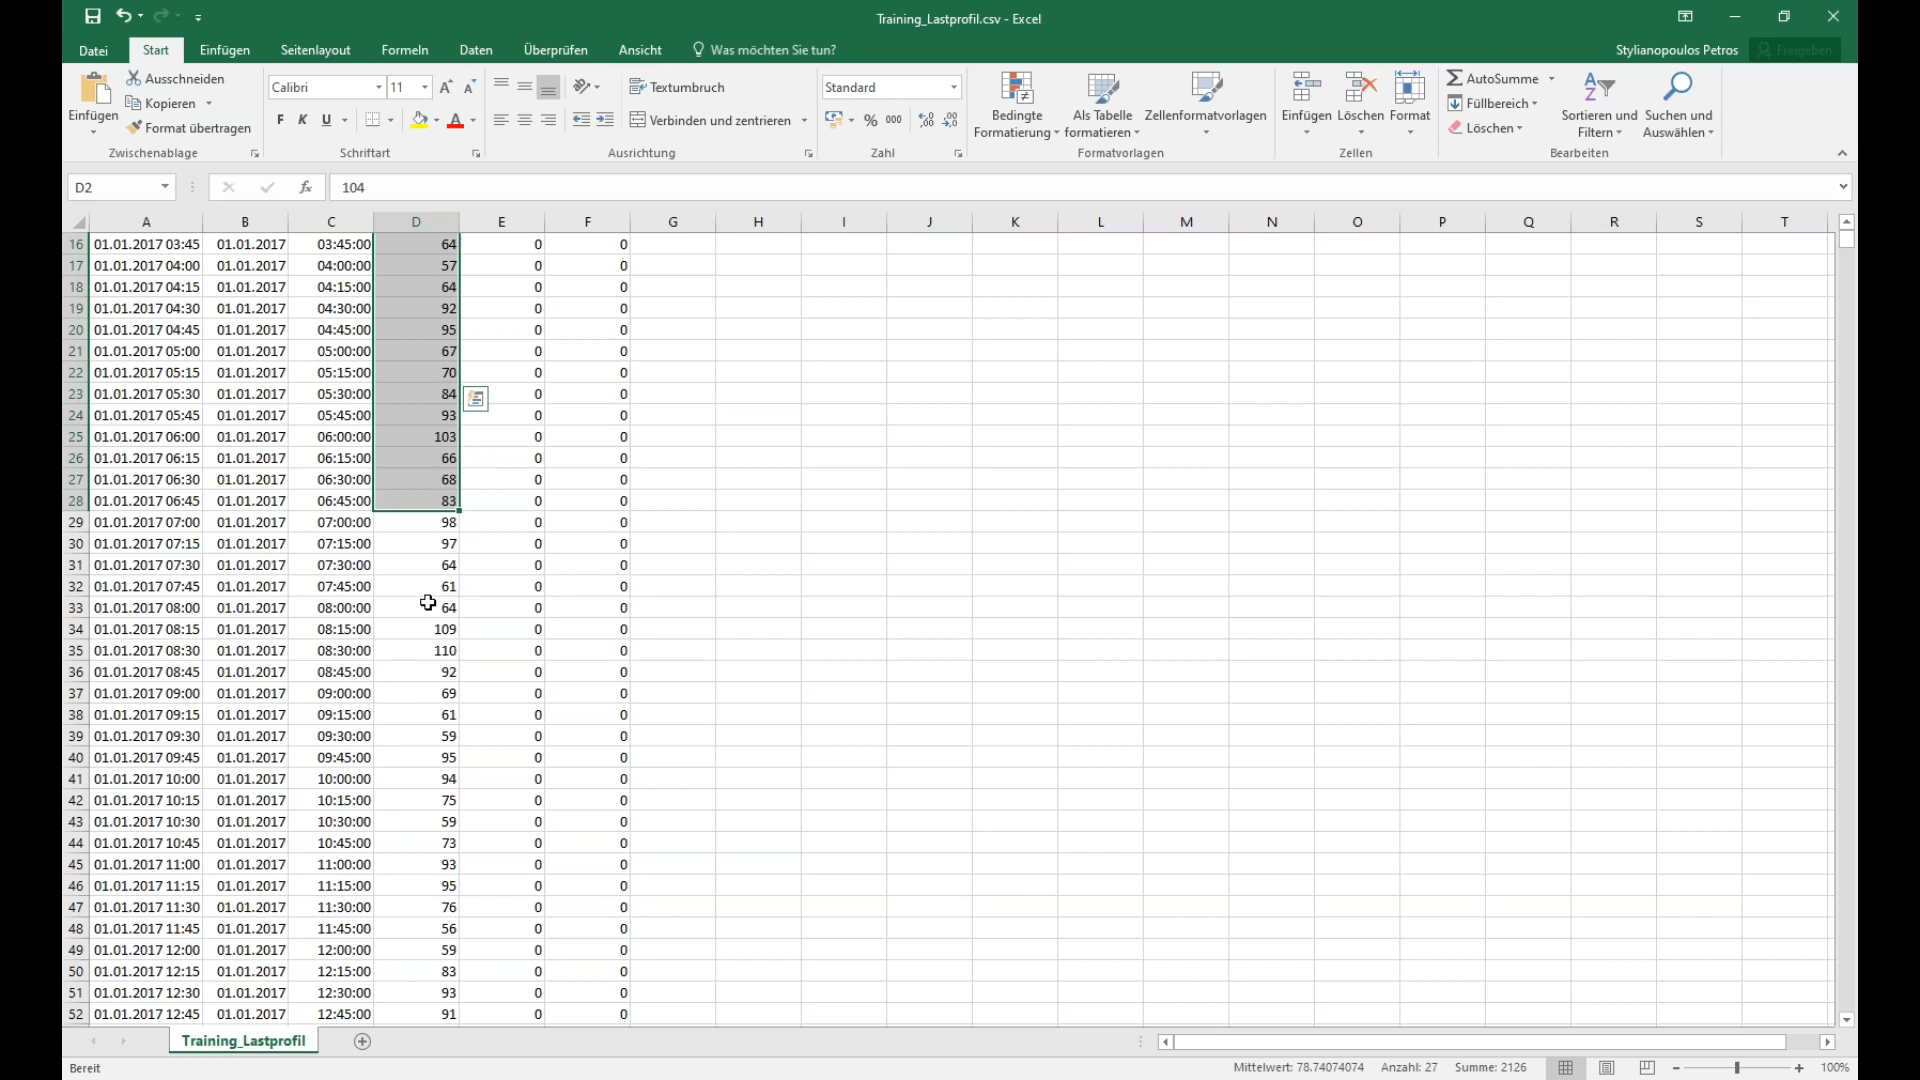 Training_Lastprofil.csv - Excel
Datei Start Einfügen Seitenlayout Formeln Daten Überprüfen Ansicht Was möchten Sie tun? Stylianopoulos Petros Freigeben
Einfügen
Ausschneiden
Kopieren
Format übertragen
Zwischenablage
Calibri 11
F K U
Schriftart
Textumbruch
Verbinden und zentrieren
Ausrichtung
Standard
% 000
Zahl
Bedingte Formatierung
Als Tabelle formatieren
Zellenformatvorlagen
Formatvorlagen
Einfügen Löschen Format
Zellen
AutoSumme
Füllbereich
Löschen
Sortieren und Filtern
Suchen und Auswählen
Bearbeiten
D2 fx 104
A B C D E F G H I J K L M N O P Q R S T
16 01.01.2017 03:45 01.01.2017 03:45:00 64 0 0
17 01.01.2017 04:00 01.01.2017 04:00:00 57 0 0
18 01.01.2017 04:15 01.01.2017 04:15:00 64 0 0
19 01.01.2017 04:30 01.01.2017 04:30:00 92 0 0
20 01.01.2017 04:45 01.01.2017 04:45:00 95 0 0
21 01.01.2017 05:00 01.01.2017 05:00:00 67 0 0
22 01.01.2017 05:15 01.01.2017 05:15:00 70 0 0
23 01.01.2017 05:30 01.01.2017 05:30:00 84 0 0
24 01.01.2017 05:45 01.01.2017 05:45:00 93 0 0
25 01.01.2017 06:00 01.01.2017 06:00:00 103 0 0
26 01.01.2017 06:15 01.01.2017 06:15:00 66 0 0
27 01.01.2017 06:30 01.01.2017 06:30:00 68 0 0
28 01.01.2017 06:45 01.01.2017 06:45:00 83 0 0
29 01.01.2017 07:00 01.01.2017 07:00:00 98 0 0
30 01.01.2017 07:15 01.01.2017 07:15:00 97 0 0
31 01.01.2017 07:30 01.01.2017 07:30:00 64 0 0
32 01.01.2017 07:45 01.01.2017 07:45:00 61 0 0
33 01.01.2017 08:00 01.01.2017 08:00:00 64 0 0
34 01.01.2017 08:15 01.01.2017 08:15:00 109 0 0
35 01.01.2017 08:30 01.01.2017 08:30:00 110 0 0
36 01.01.2017 08:45 01.01.2017 08:45:00 92 0 0
37 01.01.2017 09:00 01.01.2017 09:00:00 69 0 0
38 01.01.2017 09:15 01.01.2017 09:15:00 61 0 0
39 01.01.2017 09:30 01.01.2017 09:30:00 59 0 0
40 01.01.2017 09:45 01.01.2017 09:45:00 95 0 0
41 01.01.2017 10:00 01.01.2017 10:00:00 94 0 0
42 01.01.2017 10:15 01.01.2017 10:15:00 75 0 0
43 01.01.2017 10:30 01.01.2017 10:30:00 59 0 0
44 01.01.2017 10:45 01.01.2017 10:45:00 73 0 0
45 01.01.2017 11:00 01.01.2017 11:00:00 93 0 0
46 01.01.2017 11:15 01.01.2017 11:15:00 95 0 0
47 01.01.2017 11:30 01.01.2017 11:30:00 76 0 0
48 01.01.2017 11:45 01.01.2017 11:45:00 56 0 0
49 01.01.2017 12:00 01.01.2017 12:00:00 59 0 0
50 01.01.2017 12:15 01.01.2017 12:15:00 83 0 0
51 01.01.2017 12:30 01.01.2017 12:30:00 93 0 0
52 01.01.2017 12:45 01.01.2017 12:45:00 91 0 0
Training_Lastprofil
Bereit Mittelwert: 78.74074074 Anzahl: 27 Summe: 2126 100%